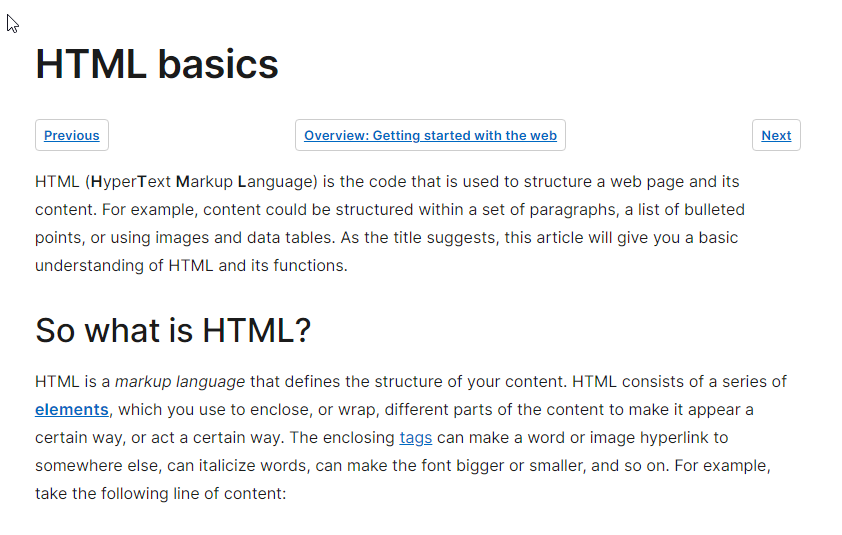 HTML basics
Previous
Overview: Getting started with the web
Next
HTML (HyperText Markup Language) is the code that is used to structure a web page and its
content. For example, content could be structured within a set of paragraphs, a list of bulleted
points, or using images and data tables. As the title suggests, this article will give you a basic
understanding of HTML and its functions.
So what is HTML?
HTML is a markup language that defines the structure of your content. HTML consists of a series of
elements, which you use to enclose, or wrap, different parts of the content to make it appear a
certain way, or act a certain way. The enclosing tags can make a word or image hyperlink to
somewhere else, can italicize words, can make the font bigger or smaller, and so on. For example,
take the following line of content: